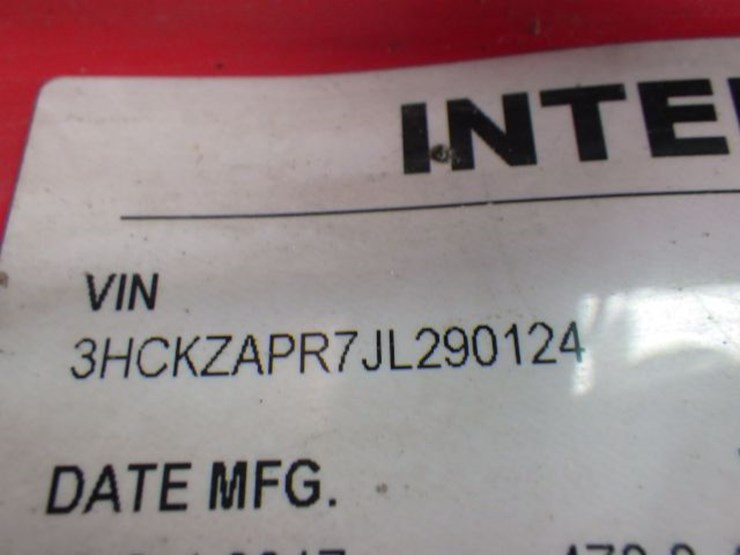 INTE
VIN
3HCKZAPR7JL290124
DATE MFG.